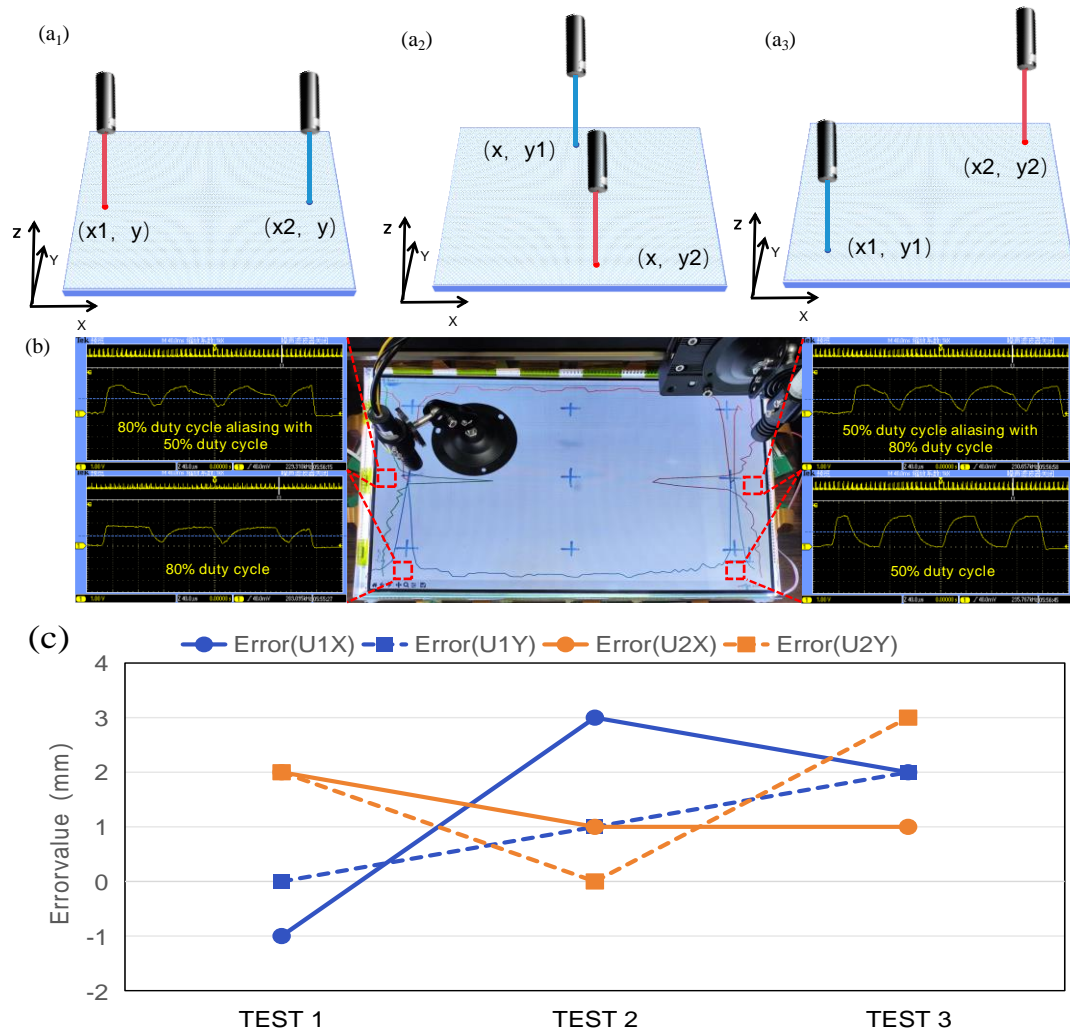 (a1)
(a2)
(a3)
(x1, y)
(x2, y)
(x, y1)
(x, y2)
(x1, y1)
(x2, y2)
Z
Y
X
Z
Y
X
Z
Y
X
(b)
80% duty cycle aliasing with
50% duty cycle
80% duty cycle
50% duty cycle aliasing with
80% duty cycle
50% duty cycle
(c)
Error(U1X) Error(U1Y) Error(U2X) Error(U2Y)
Errorvalue (mm)
4
3
2
1
0
-1
-2
TEST 1 TEST 2 TEST 3